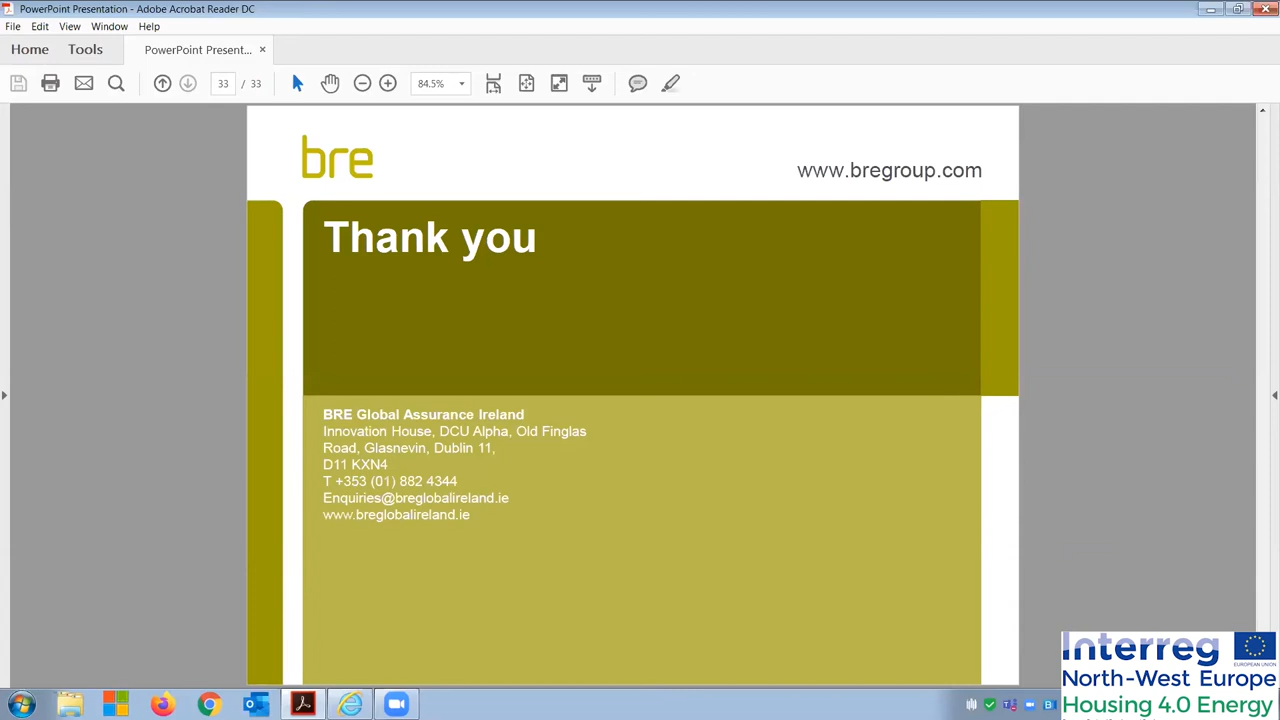 PowerPoint Presentation - Adobe Acrobat Reader DC
File Edit View Window Help
Home Tools PowerPoint Present... ×
33 / 33 84.5%
bre
www.bregroup.com
Thank you
BRE Global Assurance Ireland
Innovation House, DCU Alpha, Old Finglas
Road, Glasnevin, Dublin 11,
D11 KXN4
T +353 (01) 882 4344
Enquiries@breglobalireland.ie
www.breglobalireland.ie
Interreg
EUROPEAN UNION
North-West Europe
Housing 4.0 Energy